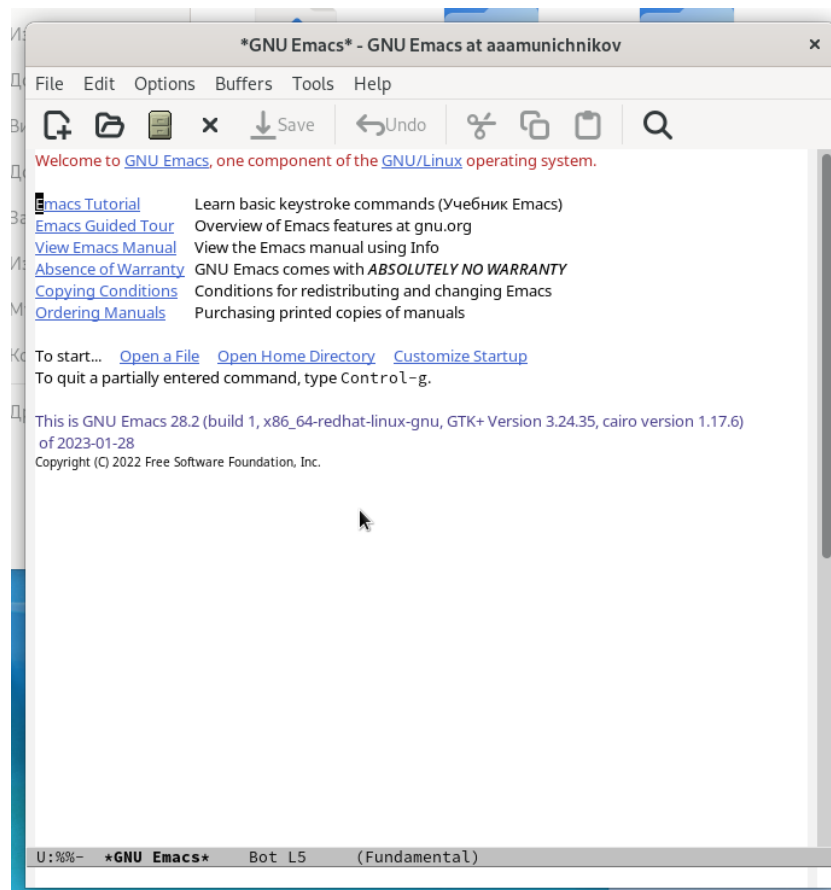 *GNU Emacs* - GNU Emacs at aaamunichnikov ×
File Edit Options Buffers Tools Help
Save Undo
Welcome to GNU Emacs, one component of the GNU/Linux operating system.
Emacs Tutorial Learn basic keystroke commands (Учебник Emacs)
Emacs Guided Tour Overview of Emacs features at gnu.org
View Emacs Manual View the Emacs manual using Info
Absence of Warranty GNU Emacs comes with ABSOLUTELY NO WARRANTY
Copying Conditions Conditions for redistributing and changing Emacs
Ordering Manuals Purchasing printed copies of manuals
To start... Open a File Open Home Directory Customize Startup
To quit a partially entered command, type Control-g.
This is GNU Emacs 28.2 (build 1, x86_64-redhat-linux-gnu, GTK+ Version 3.24.35, cairo version 1.17.6)
of 2023-01-28
Copyright (C) 2022 Free Software Foundation, Inc.
U:%%- *GNU Emacs* Bot L5 (Fundamental)